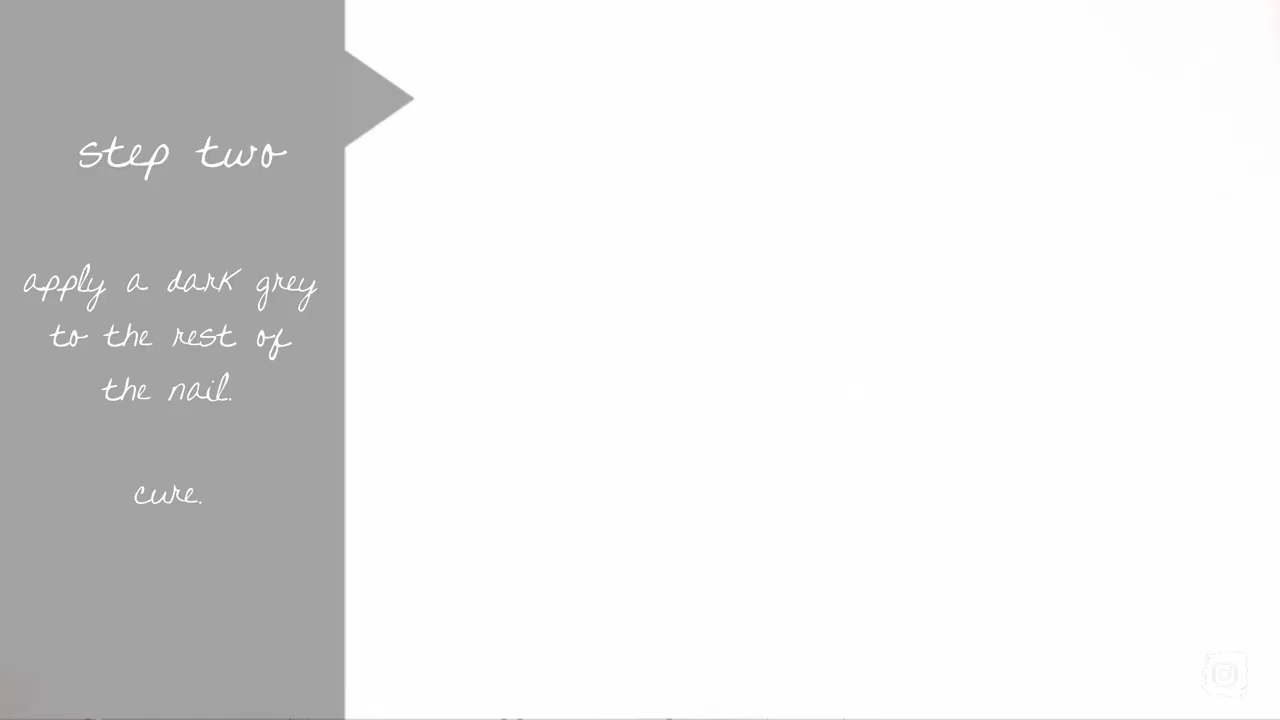 step two
apply a dark grey
to the rest of
the nail.
cure.